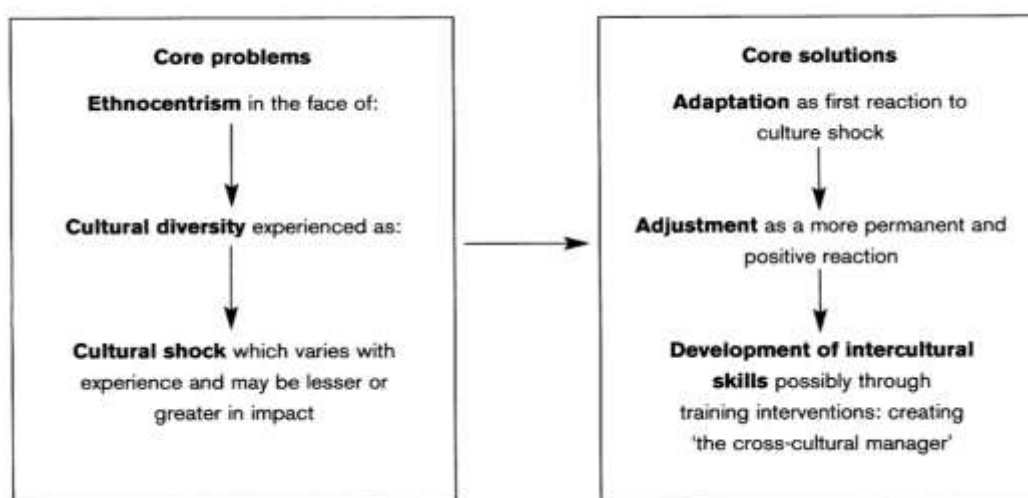 Core problems
Ethnocentrism in the face of:
Cultural diversity experienced as:
Cultural shock which varies with
experience and may be lesser or
greater in impact
Core solutions
Adaptation as first reaction to
culture shock
Adjustment as a more permanent and
positive reaction
Development of intercultural
skills possibly through
training interventions: creating
'the cross-cultural manager'